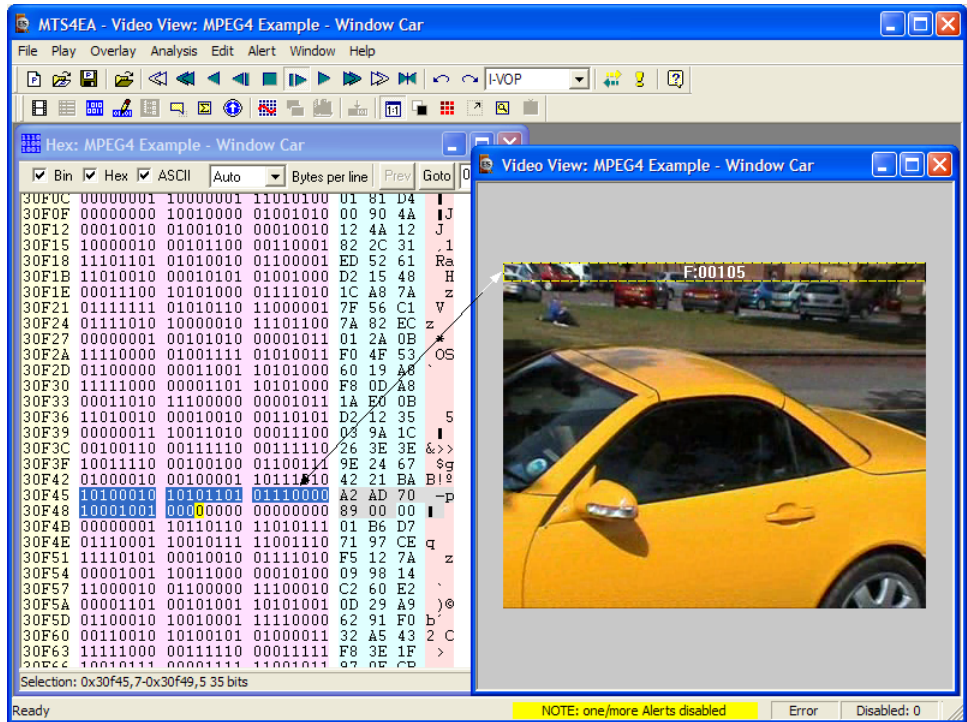 MTS4EA - Video View: MPEG4 Example - Window Car
File Play Overlay Analysis Edit Alert Window Help
I-VOP
Hex: MPEG4 Example - Window Car
Bin Hex ASCII Auto Bytes per line Prev Goto 0
30F0C 00000001 10000001 11010100 01 81 D4
30F0F 00000000 10010000 01001010 00 90 4A J
30F12 00010010 01001010 00010010 12 4A 12 J
30F15 10000010 00101100 00110001 82 2C 31 ,1
30F18 11101101 01010010 01100001 ED 52 61 Ra
30F1B 11010010 00010101 01001000 D2 15 48 H
30F1E 00011100 10101000 01111010 1C A8 7A z
30F21 01111111 01010110 11000001 7F 56 C1 V
30F24 01111010 10000010 11101100 7A 82 EC z
30F27 00000001 00101010 00001011 01 2A 0B *
30F2A 11110000 01001111 01010011 F0 4F 53 OS
30F2D 01100000 00011001 10101000 60 19 A8 `
30F30 11111000 00001101 10101000 F8 0D A8
30F33 00011010 11100000 00001011 1A E0 0B
30F36 11010010 00010010 00110101 D2 12 35 5
30F39 00000011 10011010 00011100 03 9A 1C
30F3C 00100110 00111110 00111110 26 3E 3E &>>
30F3F 10011110 00100100 01100111 9E 24 67 $g
30F42 01000010 00100001 10111010 42 21 BA B!º
30F45 10100010 10101101 01110000 A2 AD 70 -p
30F48 10001001 00000000 00000000 89 00 00
30F4B 00000001 10110110 11010111 01 B6 D7
30F4E 01110001 10010111 11001110 71 97 CE q
30F51 11110101 00010010 01111010 F5 12 7A z
30F54 00001001 10011000 00010100 09 98 14
30F57 11000010 01100000 11100010 C2 60 E2 `
30F5A 00001101 00101001 10101001 0D 29 A9 )©
30F5D 01100010 10010001 11110000 62 91 F0 b
30F60 00110010 10100101 01000011 32 A5 43 2 C
30F63 11111000 00111110 00011111 F8 3E 1F >
30F66 10010111 00001111 11001011 97 0F CB
Selection: 0x30f45,7-0x30f49,5 35 bits
Video View: MPEG4 Example - Window Car
F:00105
Ready NOTE: one/more Alerts disabled Error Disabled: 0